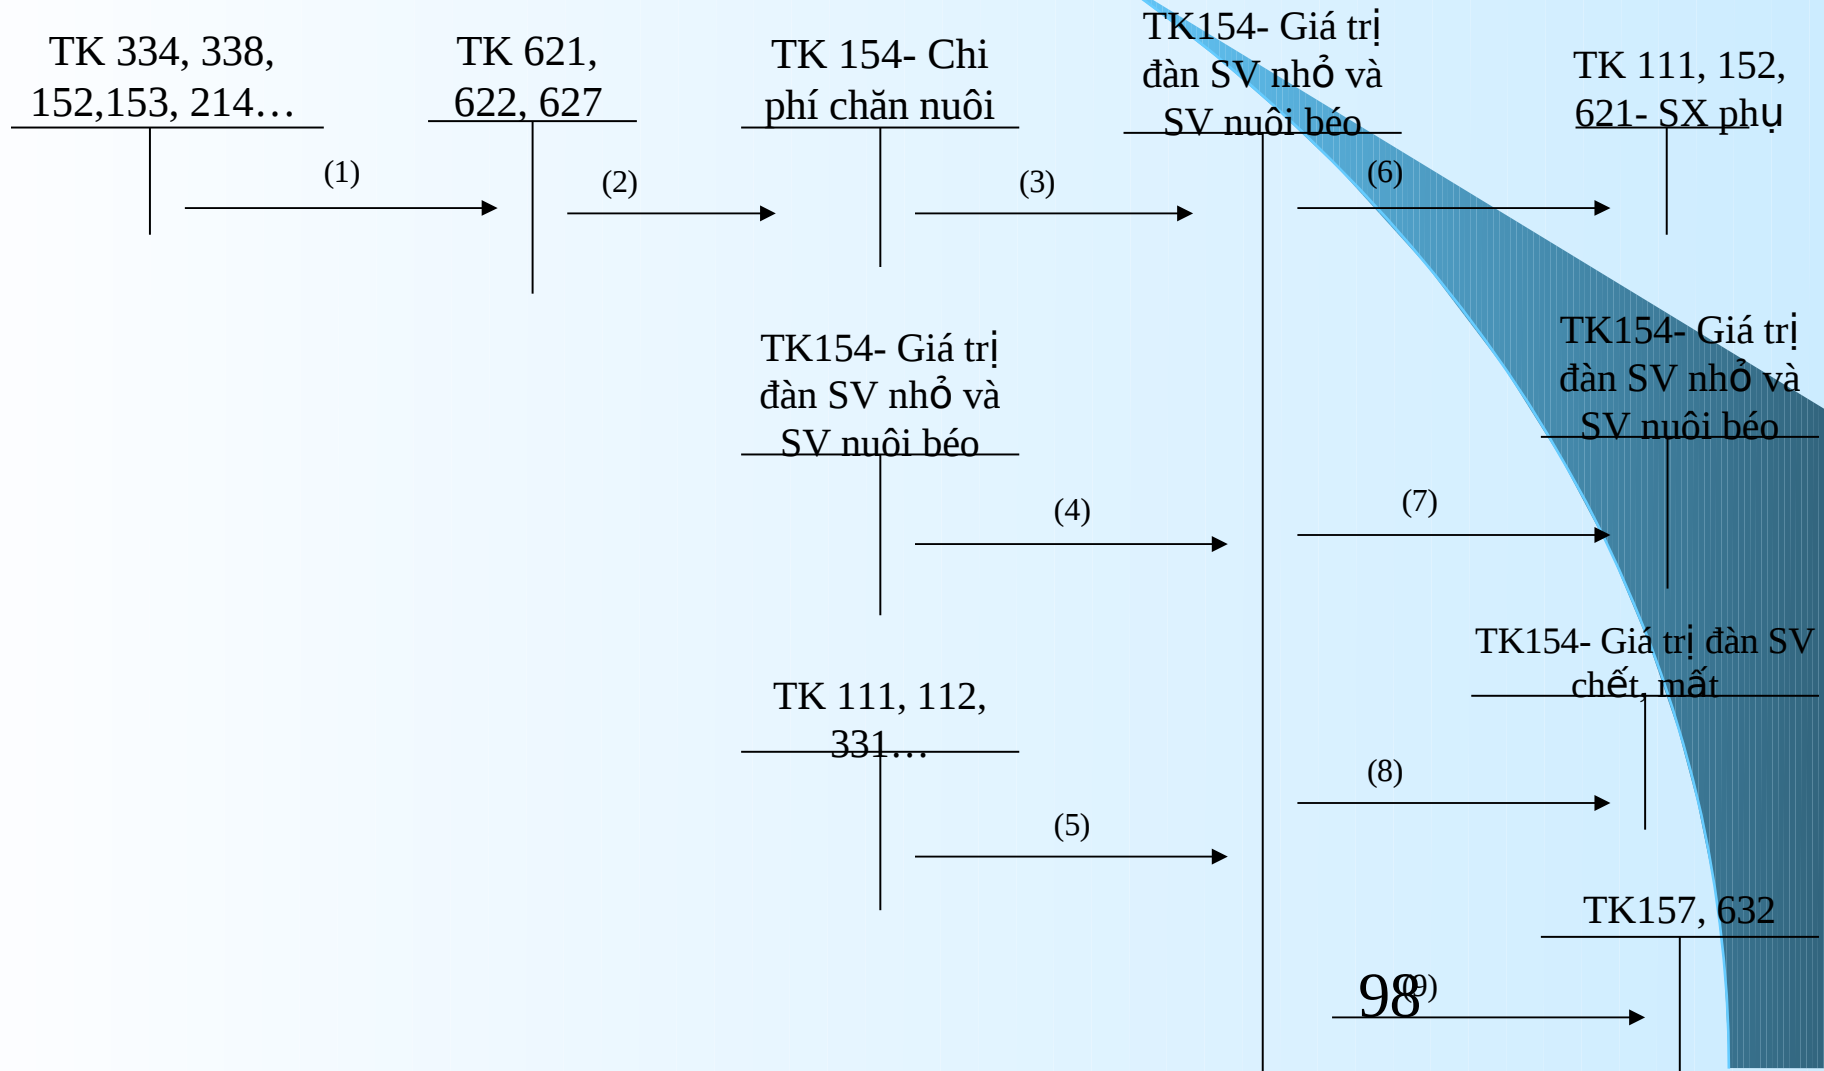 TK 334, 338,
152,153, 214…
TK 621,
622, 627
TK 154- Chi
phí chăn nuôi
TK154- Giá trị
đàn SV nhỏ và
SV nuôi béo
TK 111, 152,
621- SX phụ
(1)
(2)
(3)
(6)
TK154- Giá trị
đàn SV nhỏ và
SV nuôi béo
TK154- Giá trị
đàn SV nhỏ và
SV nuôi béo
(4)
(7)
TK154- Giá trị đàn SV
chết, mất
TK 111, 112,
331…
(8)
(5)
TK157, 632
98
(9)